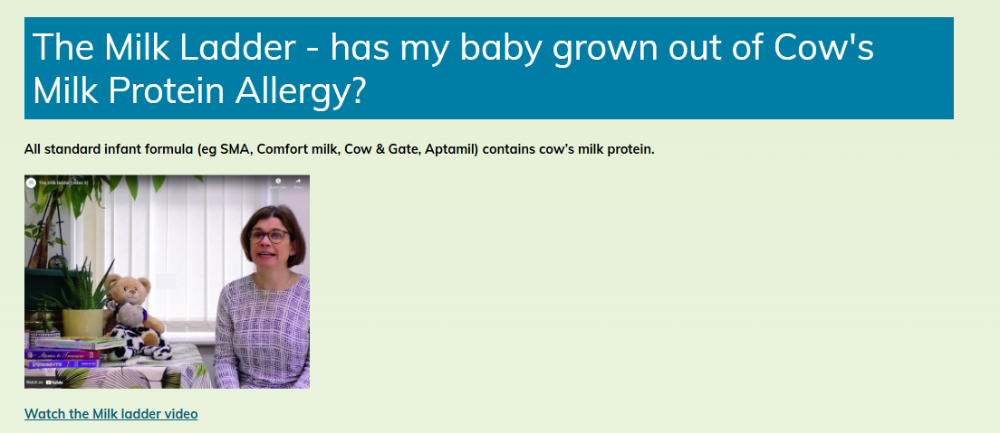 The Milk Ladder - has my baby grown out of Cow's
Milk Protein Allergy?
All standard infant formula (eg SMA, Comfort milk, Cow & Gate, Aptamil) contains cow’s milk protein.
The milk ladder (video 6)
Watch on YouTube
Watch the Milk ladder video